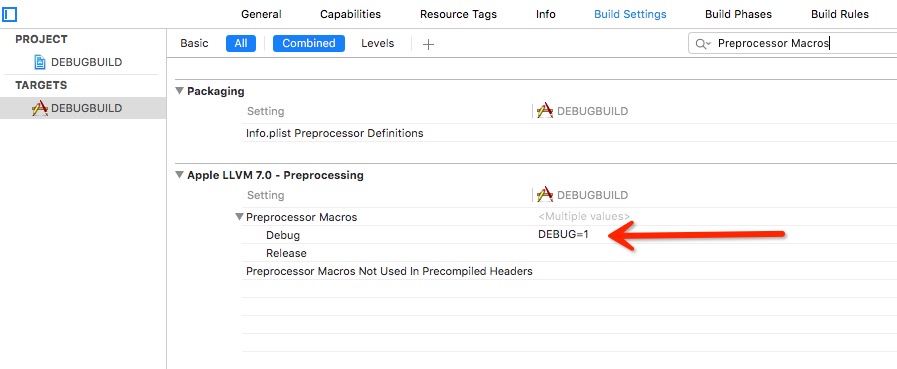 General Capabilities Resource Tags Info Build Settings Build Phases Build Rules
PROJECT
DEBUGBUILD
TARGETS
DEBUGBUILD
Basic All Combined Levels + Preprocessor Macros
Packaging
Setting DEBUGBUILD
Info.plist Preprocessor Definitions
Apple LLVM 7.0 - Preprocessing
Setting DEBUGBUILD
Preprocessor Macros <Multiple values>
Debug DEBUG=1
Release
Preprocessor Macros Not Used In Precompiled Headers